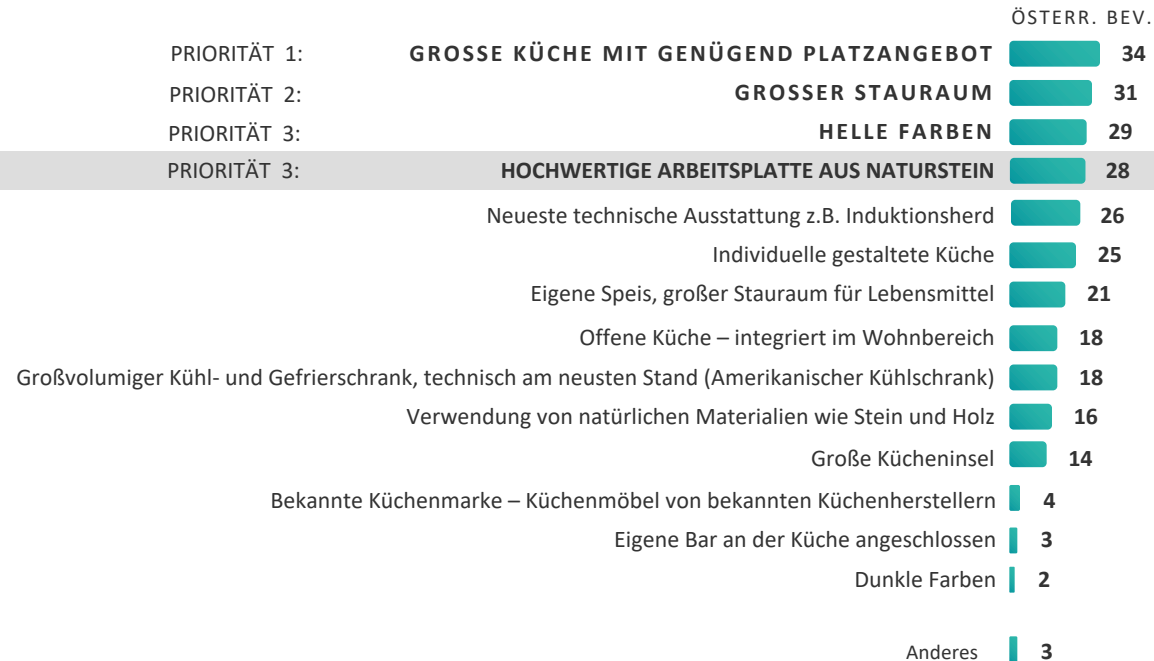 ÖSTERR. BEV.
PRIORITÄT 1: GROSSE KÜCHE MIT GENÜGEND PLATZANGEBOT 34
PRIORITÄT 2: GROSSER STAURAUM 31
PRIORITÄT 3: HELLE FARBEN 29
PRIORITÄT 3: HOCHWERTIGE ARBEITSPLATTE AUS NATURSTEIN 28
Neueste technische Ausstattung z.B. Induktionsherd 26
Individuelle gestaltete Küche 25
Eigene Speis, großer Stauraum für Lebensmittel 21
Offene Küche – integriert im Wohnbereich 18
Großvolumiger Kühl- und Gefrierschrank, technisch am neusten Stand (Amerikanischer Kühlschrank) 18
Verwendung von natürlichen Materialien wie Stein und Holz 16
Große Kücheninsel 14
Bekannte Küchenmarke – Küchenmöbel von bekannten Küchenherstellern 4
Eigene Bar an der Küche angeschlossen 3
Dunkle Farben 2
Anderes 3